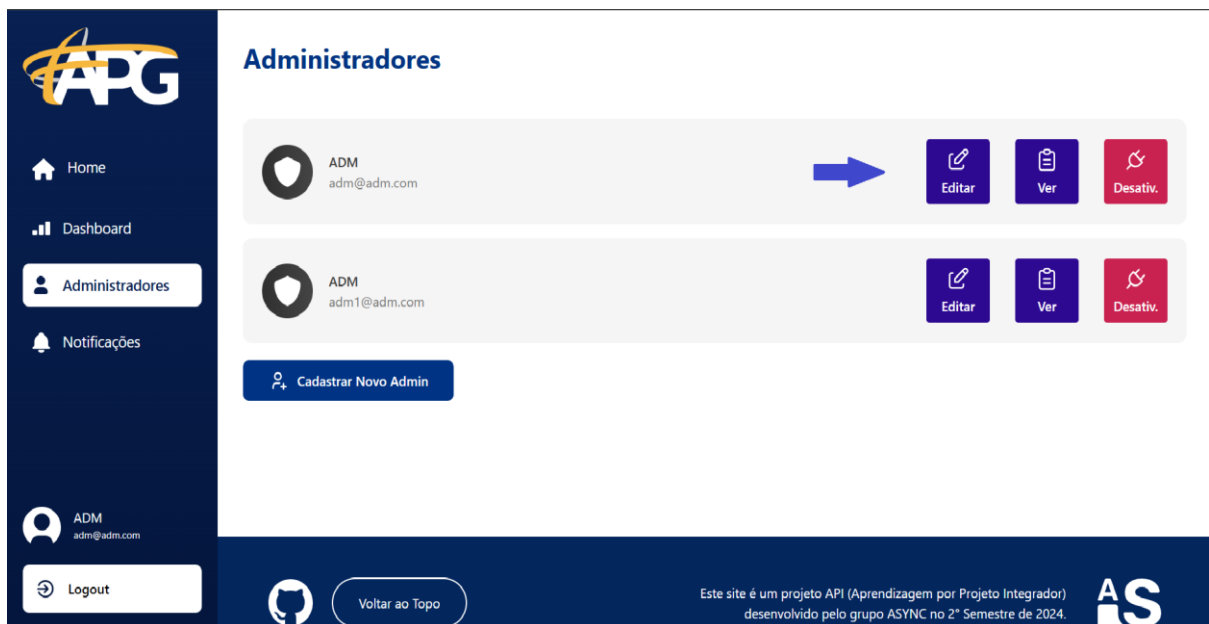 APG
Home
Dashboard
Administradores
Notificações
ADM
adm@adm.com
Logout
Administradores
ADM
adm@adm.com
Editar
Ver
Desativ.
ADM
adm1@adm.com
Editar
Ver
Desativ.
Cadastrar Novo Admin
Voltar ao Topo
Este site é um projeto API (Aprendizagem por Projeto Integrador)
desenvolvido pelo grupo ASYNC no 2° Semestre de 2024.
AS